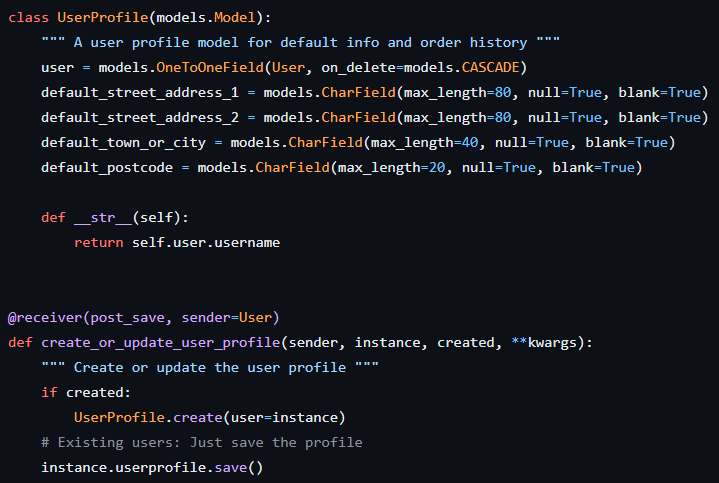 class UserProfile(models.Model):
    """ A user profile model for default info and order history """
    user = models.OneToOneField(User, on_delete=models.CASCADE)
    default_street_address_1 = models.CharField(max_length=80, null=True, blank=True)
    default_street_address_2 = models.CharField(max_length=80, null=True, blank=True)
    default_town_or_city = models.CharField(max_length=40, null=True, blank=True)
    default_postcode = models.CharField(max_length=20, null=True, blank=True)

    def __str__(self):
        return self.user.username


@receiver(post_save, sender=User)
def create_or_update_user_profile(sender, instance, created, **kwargs):
    """ Create or update the user profile """
    if created:
        UserProfile.create(user=instance)
    # Existing users: Just save the profile
    instance.userprofile.save()